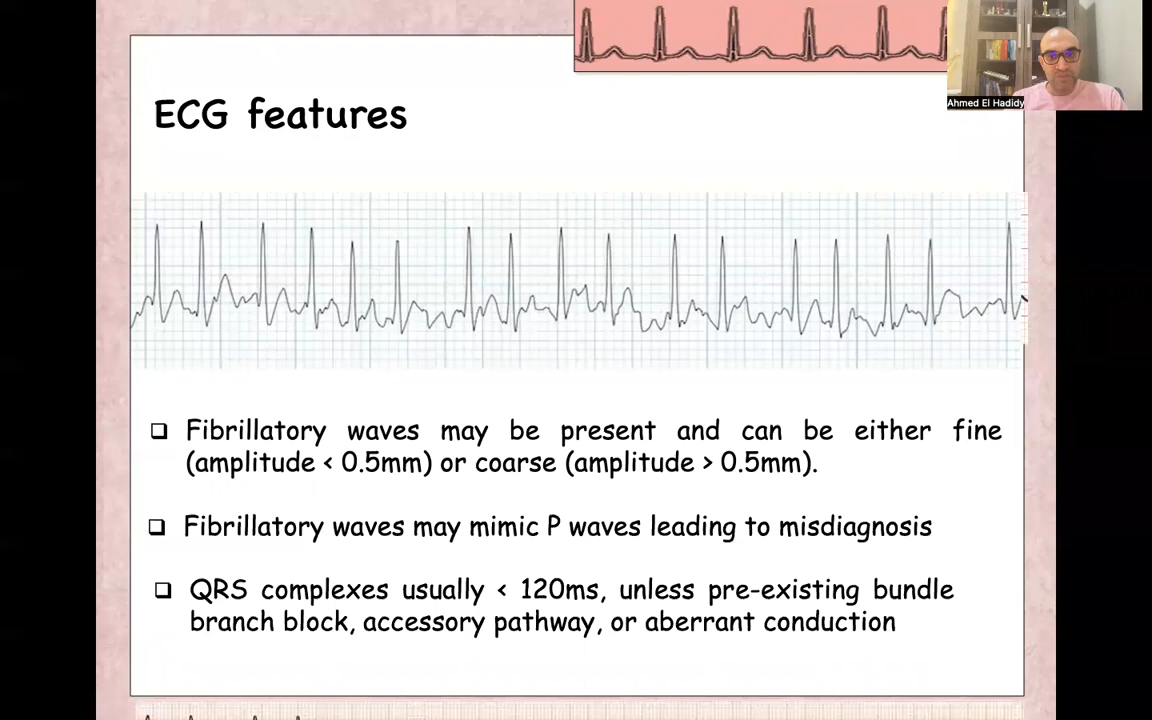 Ahmed El Hadidy
ECG features
❑ Fibrillatory waves may be present and can be either fine
(amplitude < 0.5mm) or coarse (amplitude > 0.5mm).
❑ Fibrillatory waves may mimic P waves leading to misdiagnosis
❑ QRS complexes usually < 120ms, unless pre-existing bundle
branch block, accessory pathway, or aberrant conduction